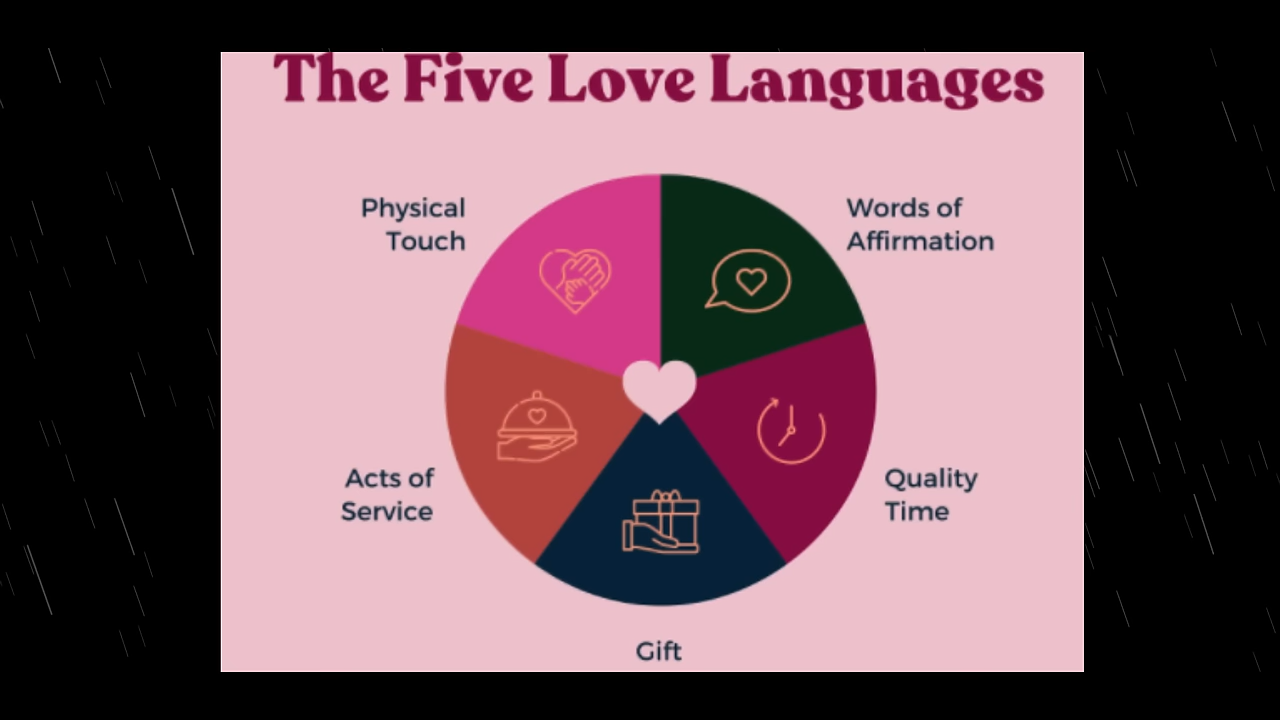 The Five Love Languages
Physical
Touch
Words of
Affirmation
Acts of
Service
Quality
Time
Gift